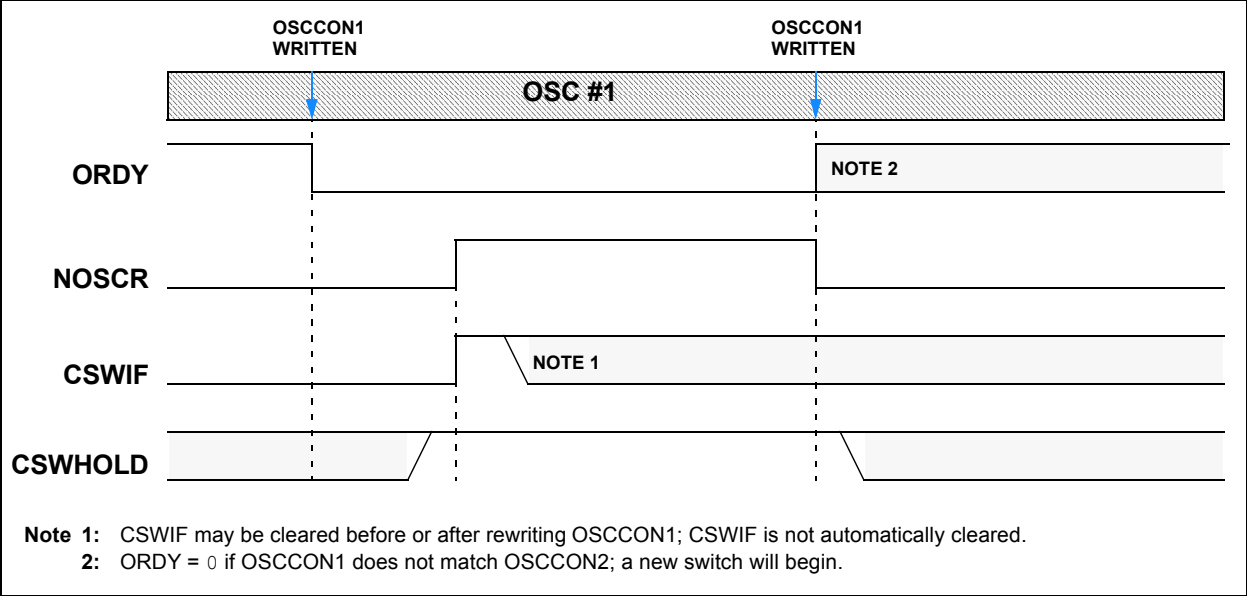 OSCCON1
WRITTEN
OSCCON1
WRITTEN
OSC #1
ORDY
NOTE 2
NOSCR
CSWIF
NOTE 1
CSWHOLD
Note 1: CSWIF may be cleared before or after rewriting OSCCON1; CSWIF is not automatically cleared.
2: ORDY = 0 if OSCCON1 does not match OSCCON2; a new switch will begin.